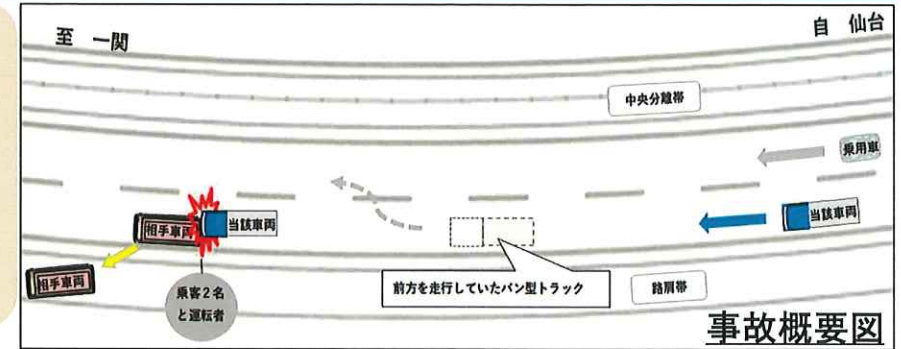 至 一関
自 仙台
中央分離帯
乗用車
相手車両
当該車両
当該車両
相手車両
乗客2名
と運転者
前方を走行していたバン型トラック
路肩帯
事故概要図